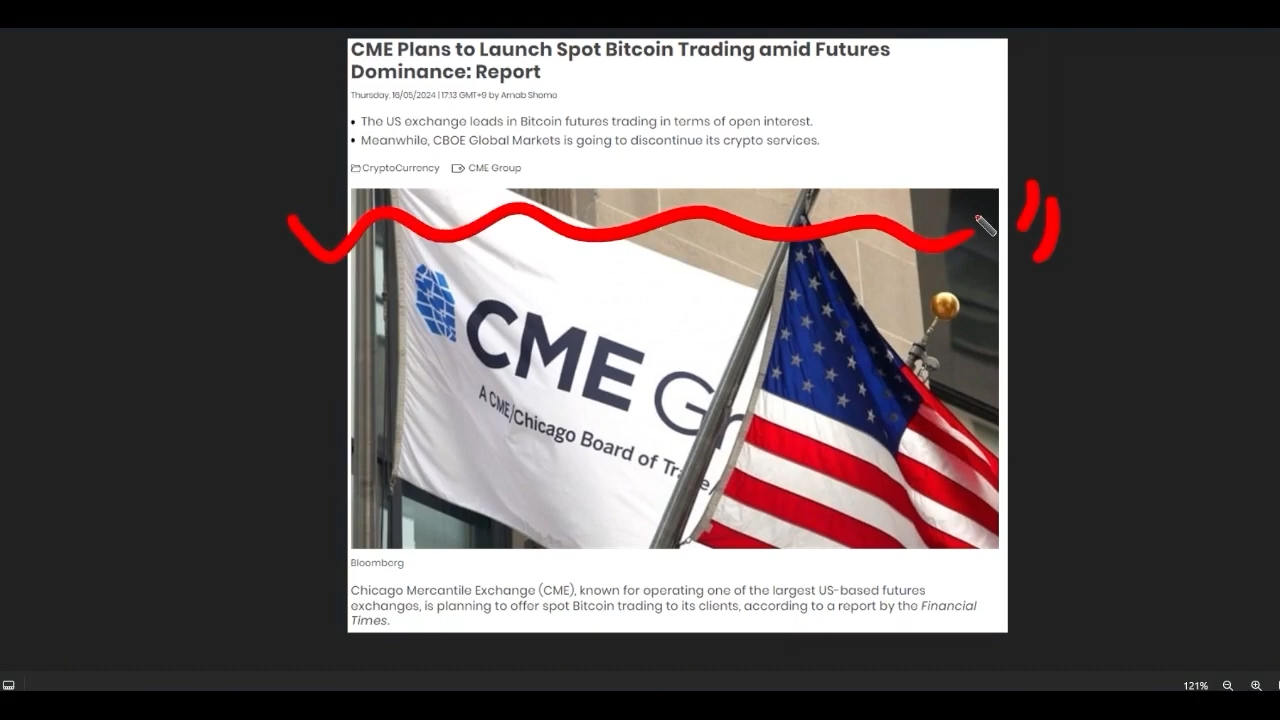 CME Plans to Launch Spot Bitcoin Trading amid Futures
Dominance: Report
Thursday, 16/05/2024 | 17:13 GMT+9 by Arnab Shome
• The US exchange leads in Bitcoin futures trading in terms of open interest.
• Meanwhile, CBOE Global Markets is going to discontinue its crypto services.
CryptoCurrency CME Group
CME Gr
A CME/Chicago Board of Trade
Bloomberg
Chicago Mercantile Exchange (CME), known for operating one of the largest US-based futures
exchanges, is planning to offer spot Bitcoin trading to its clients, according to a report by the Financial
Times.
121%